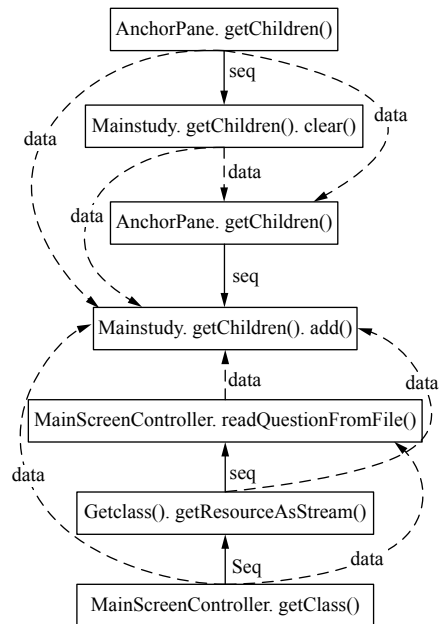 AnchorPane. getChildren()
seq
data
data
Mainstudy. getChildren(). clear()
data
data
AnchorPane. getChildren()
seq
Mainstudy. getChildren(). add()
data
data
MainScreenController. readQuestionFromFile()
data
seq
Getclass(). getResourceAsStream()
Seq
data
MainScreenController. getClass()